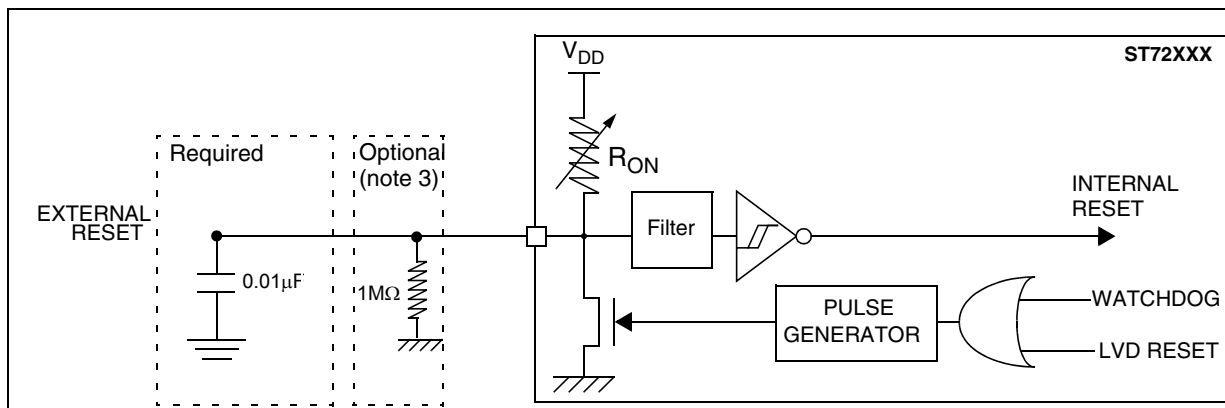 ST72XXX
VDD
RON
Required
Optional
(note 3)
EXTERNAL
RESET
0.01µF
1MΩ
Filter
INTERNAL
RESET
PULSE
GENERATOR
WATCHDOG
LVD RESET